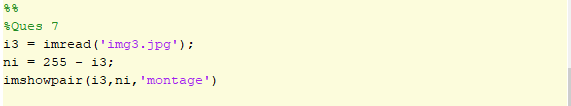 %%
%Ques 7
i3 = imread('img3.jpg');
ni = 255 - i3;
imshowpair(i3,ni,'montage')